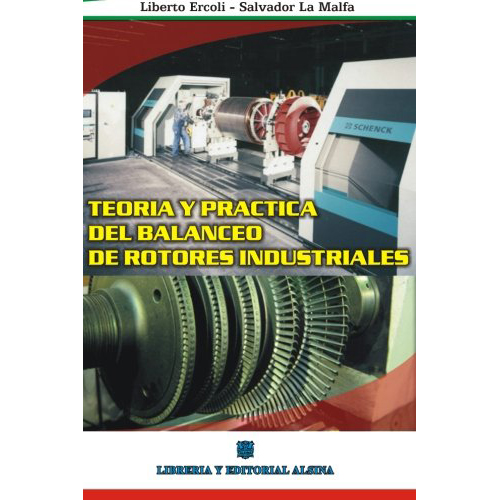 Liberto Ercoli - Salvador La Malfa
SCHENCK
TEORIA Y PRACTICA
DEL BALANCEO
DE ROTORES INDUSTRIALES
LIBRERIA Y EDITORIAL ALSINA